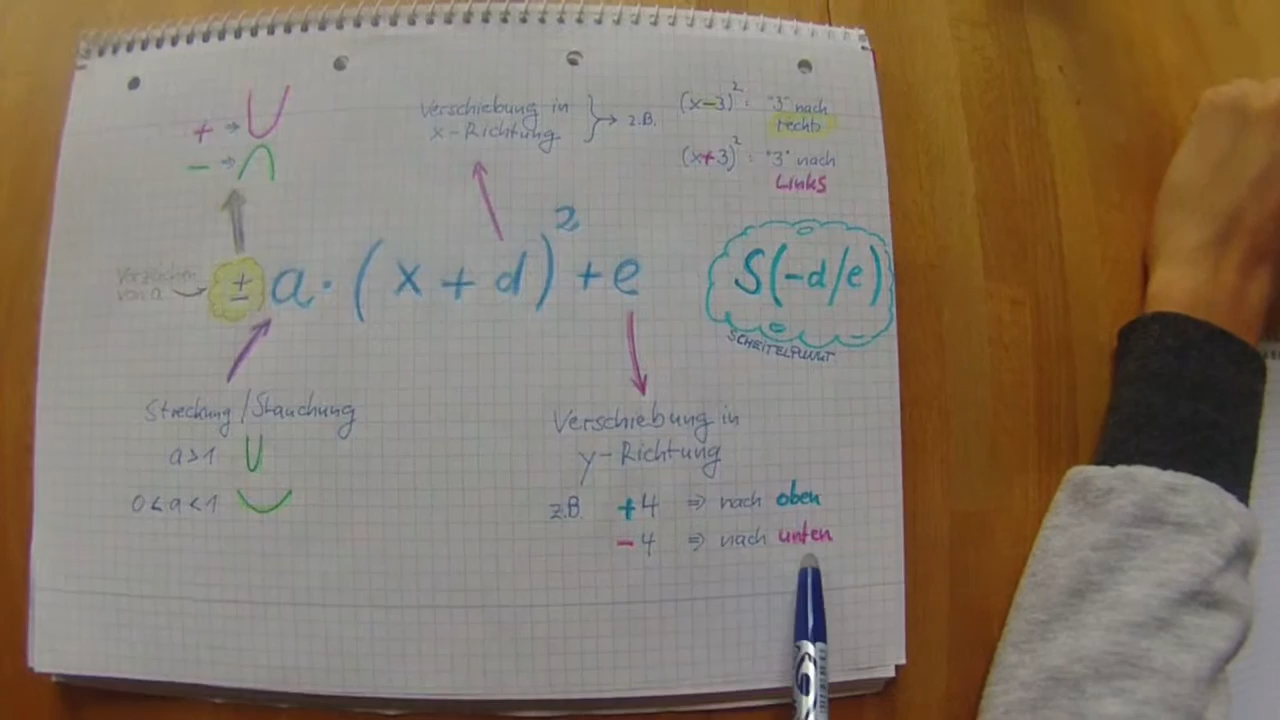 + → 
- → 
Verschiebung in
x-Richtung
→ z.B.
(x-3)² : "3" nach
rechts
(x+3)² : "3" nach
Links
Vorzeichen
von a
± a · (x + d)² + e
S(-d/e)
SCHEITELPUNKT
Streckung / Stauchung
a>1
0<a<1
Verschiebung in
y-Richtung
z.B. +4 ⇒ nach oben
-4 ⇒ nach unten